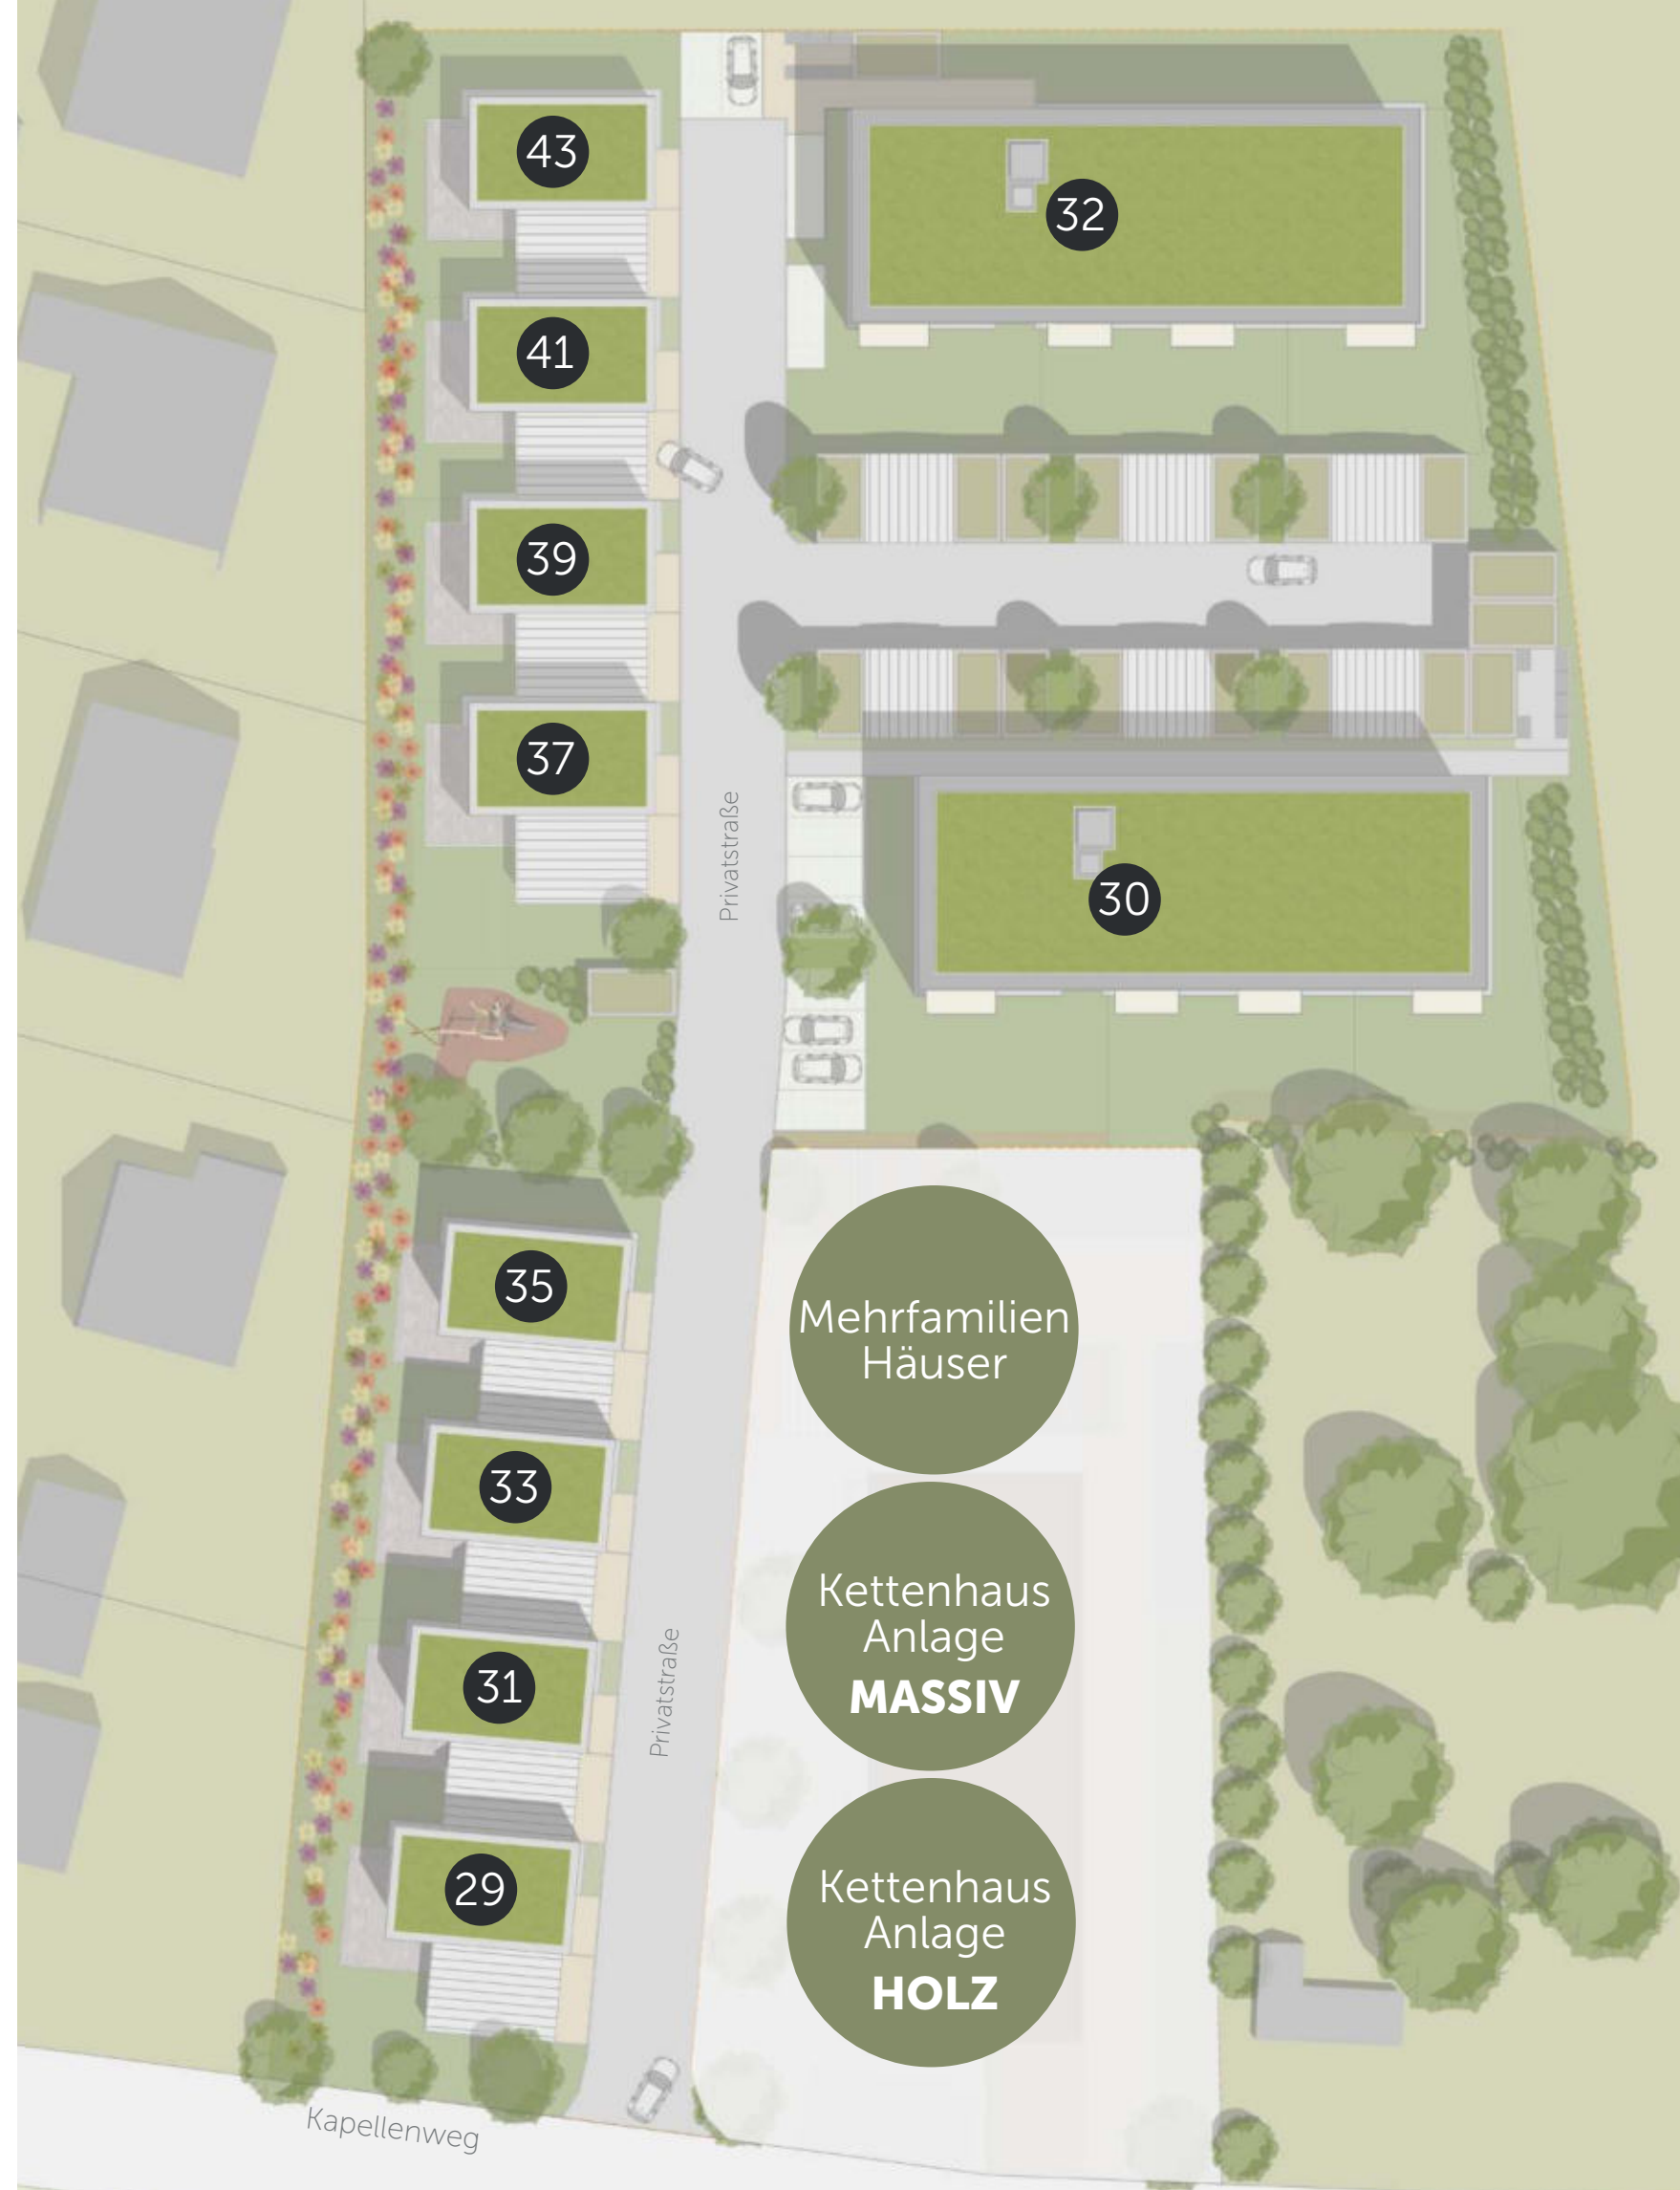 43
32
41
39
37
Privatstraße
30
35
Mehrfamilien
Häuser
33
Kettenhaus
Anlage
MASSIV
31
Privatstraße
29
Kettenhaus
Anlage
HOLZ
Kapellenweg